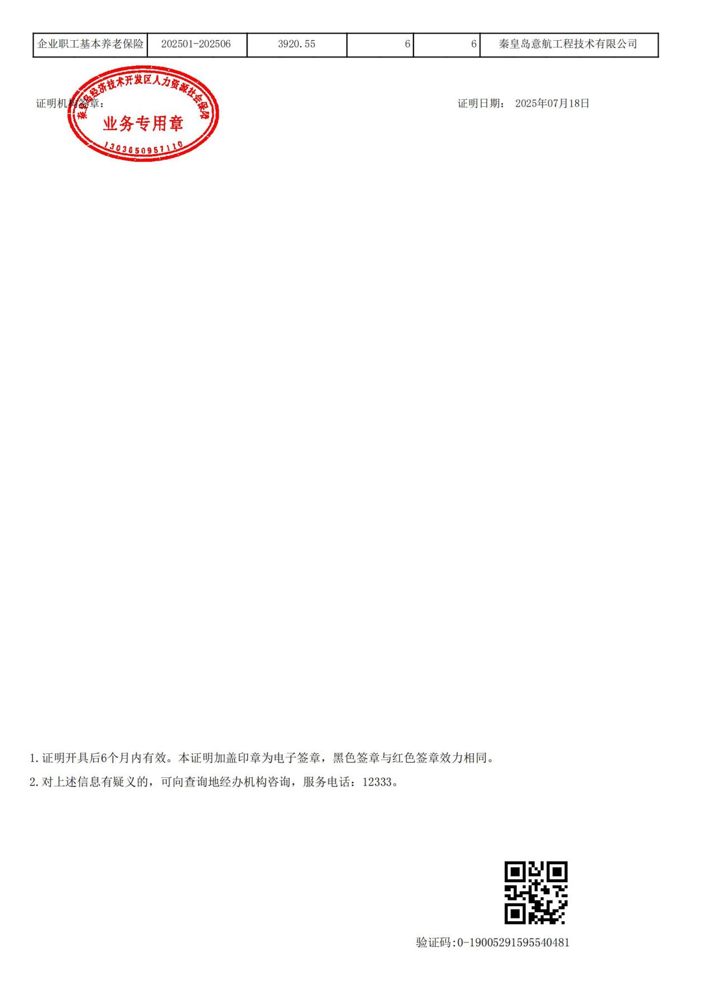 企业职工基本养老保险 202501-202506 3920.55 6 6 秦皇岛意航工程技术有限公司
秦皇岛经济技术开发区人力资源社会保障
证明机构签章: 证明日期: 2025年07月18日
业务专用章
1303050957110
1.证明开具后6个月内有效。本证明加盖印章为电子签章，黑色签章与红色签章效力相同。
2.对上述信息有疑义的，可向查询地经办机构咨询，服务电话：12333。
验证码:0-19005291595540481